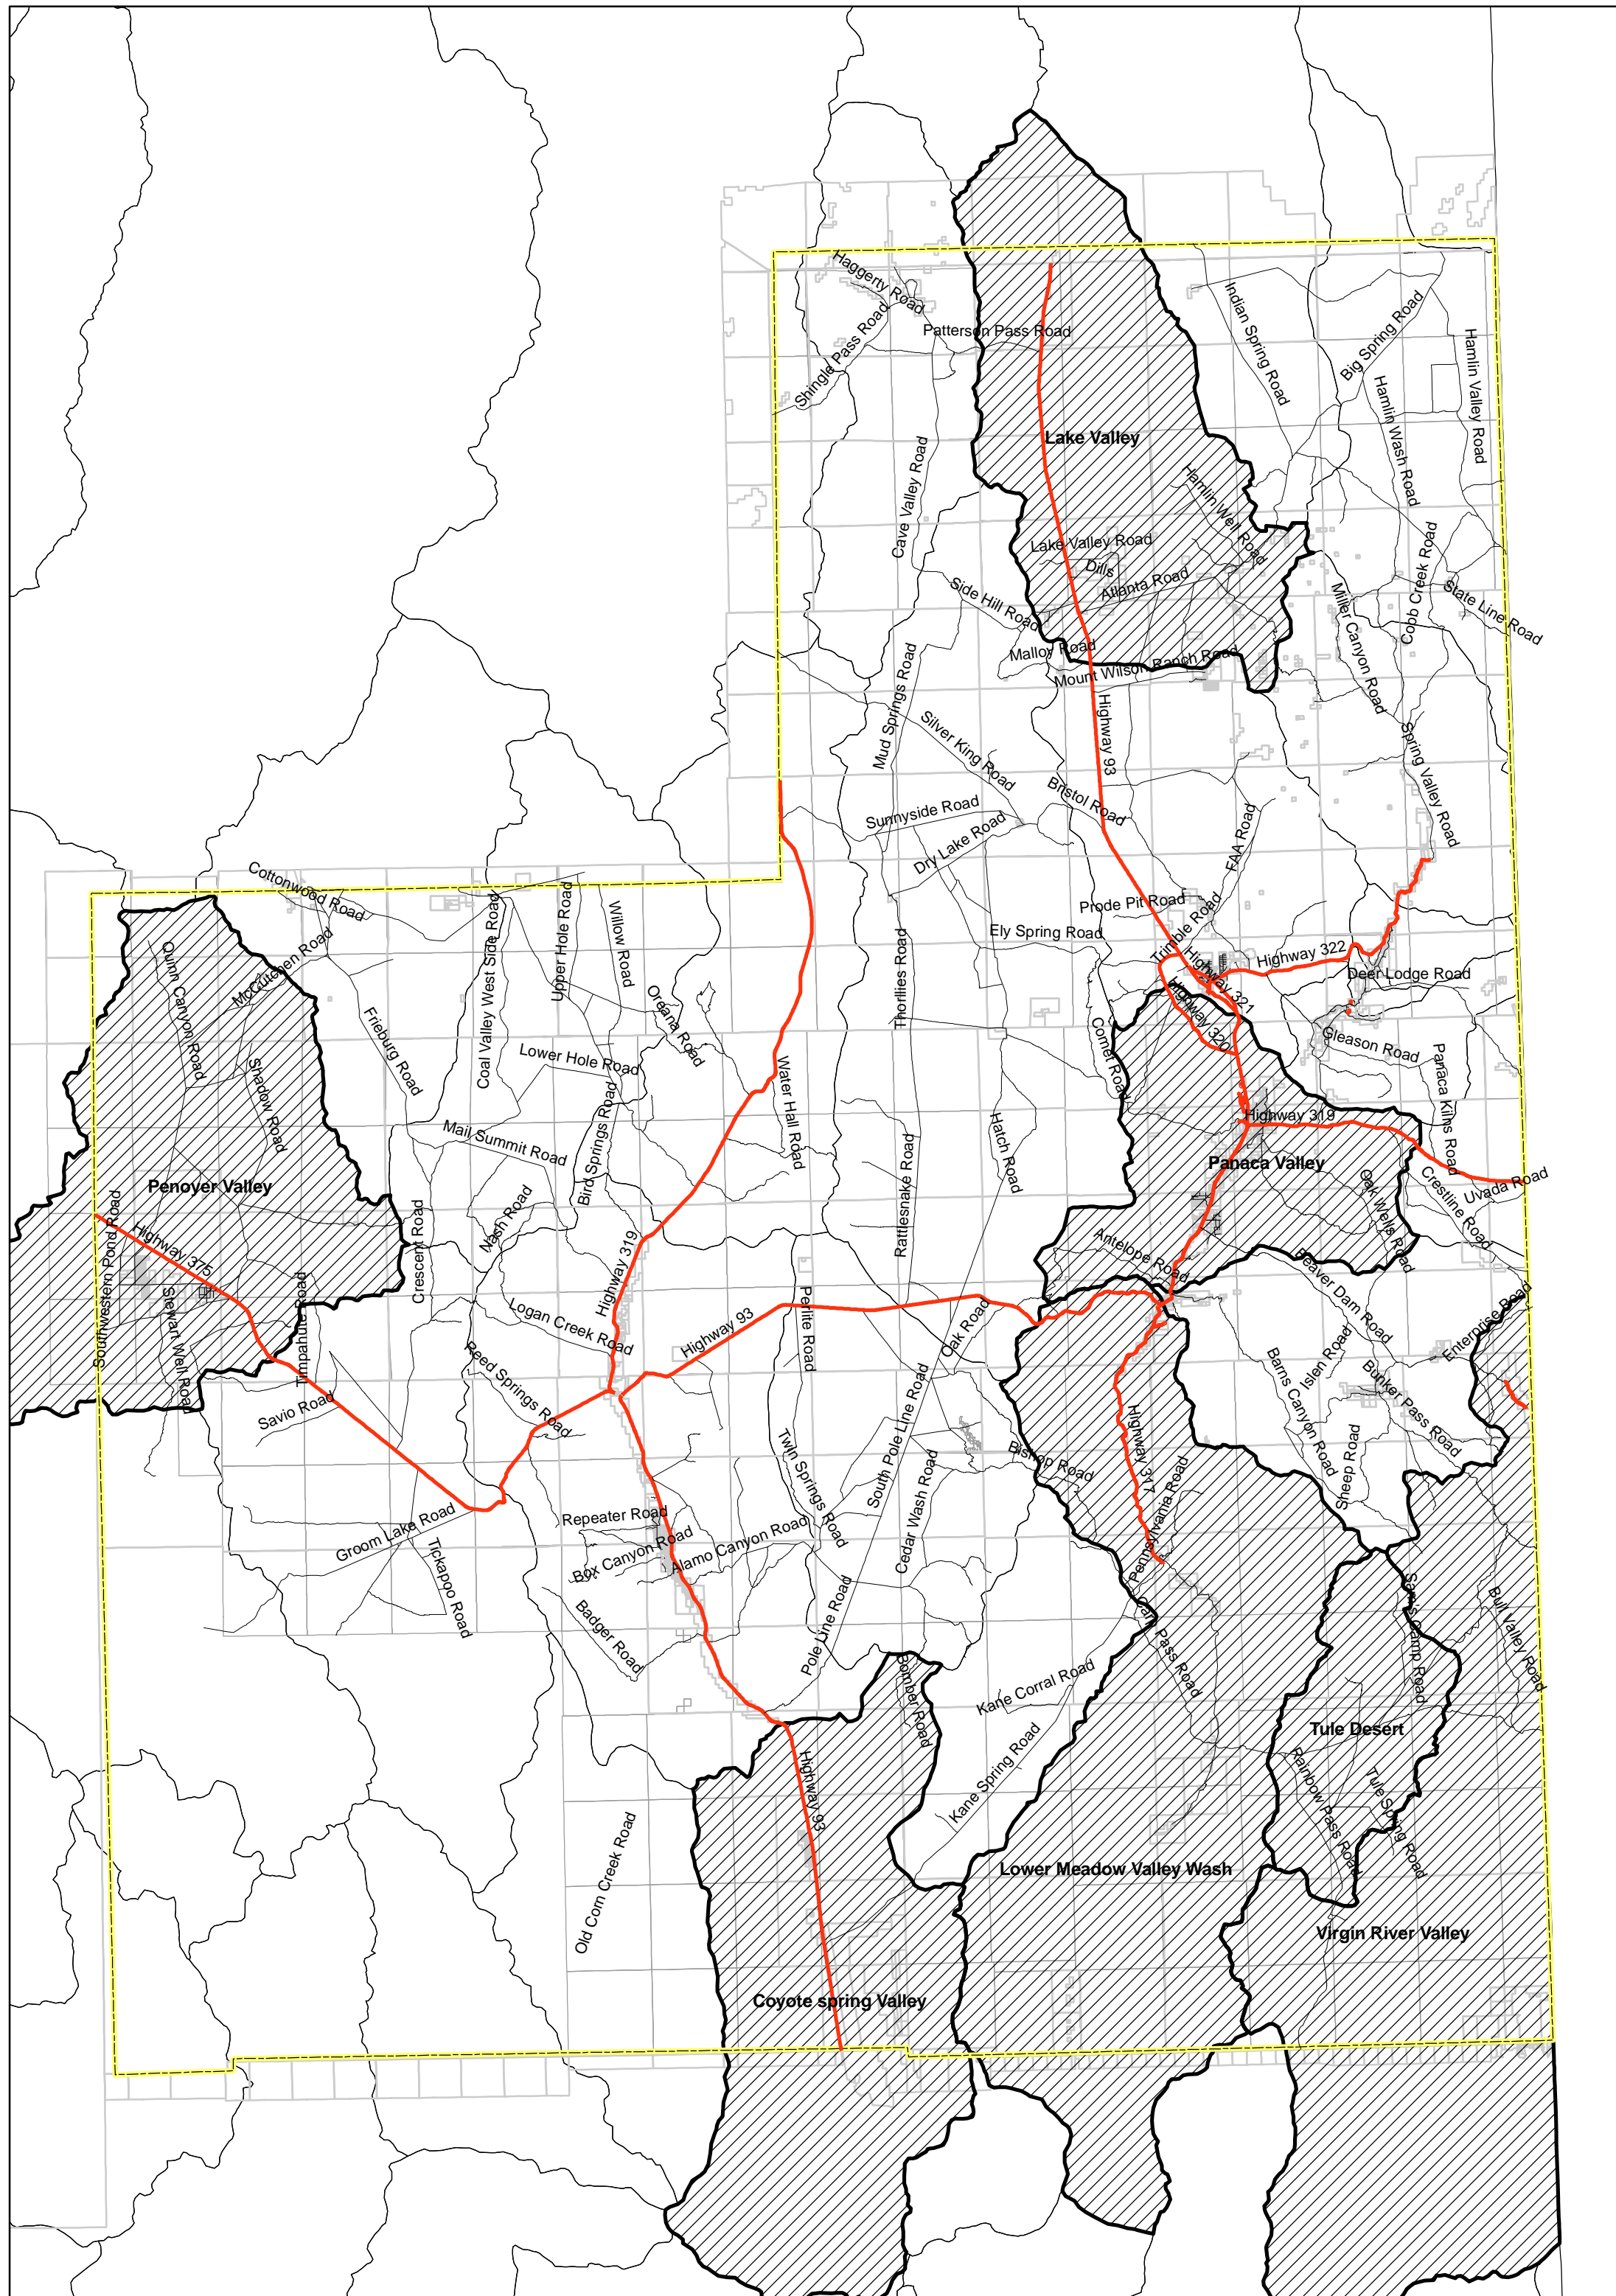 Haggerty Road
Patterson Pass Road
Shingle Pass Road
Indian Spring Road
Big Spring Road
Hamlin Valley Road
Hamlin Wash Road
Lake Valley
Cave Valley Road
Hamlin Well Road
Lake Valley Road
Dills
Atlanta Road
Side Hill Road
Malloy Road
Mount Wilson Ranch Road
Miller Canyon Road
Cobb Creek Road
State Line Road
Mud Springs Road
Silver King Road
Highway 93
Bristol Road
Spring Valley Road
Sunnyside Road
Dry Lake Road
FAA Road
Cottonwood Road
Prode Pit Road
Ely Spring Road
Trimble Road
Highway 322
Highway 321
Highway 320
Deer Lodge Road
Gleason Road
Panaca Kilns Road
Quinn Canyon Road
McCutchen Road
Frieburg Road
Coal Valley West Side Road
Upper Hole Road
Willow Road
Oreana Road
Lower Hole Road
Thorllies Road
Comet Road
Shadow Road
Mail Summit Road
Bird Springs Road
Water Hall Road
Hatch Road
Highway 319
Panaca Valley
Penoyer Valley
Nash Road
Rattlesnake Road
Oak Wells Road
Crestline Road
Uvada Road
Southwestern Pond Road
Highway 375
Crescent Road
Highway 319
Antelope Road
Beaver Dam Road
Stewart Well Road
Timpahute Road
Logan Creek Road
Highway 93
Perlite Road
Oak Road
Enterprise Road
Islen Road
Barns Canyon Road
Bunker Pass Road
Savio Road
Reed Springs Road
South Pole Line Road
Highway 317
Sheep Road
Twin Springs Road
Bishop Road
Cedar Wash Road
Pennsylvania Road
Groom Lake Road
Tickapoo Road
Repeater Road
Box Canyon Road
Alamo Canyon Road
Badger Road
Pole Line Road
Pass Road
Sam's Camp Road
Bull Valley Road
Bomber Road
Kane Corral Road
Kane Spring Road
Tule Desert
Rainbow Pass Road
Tule Spring Road
Highway 93
Old Corn Creek Road
Lower Meadow Valley Wash
Virgin River Valley
Coyote spring Valley